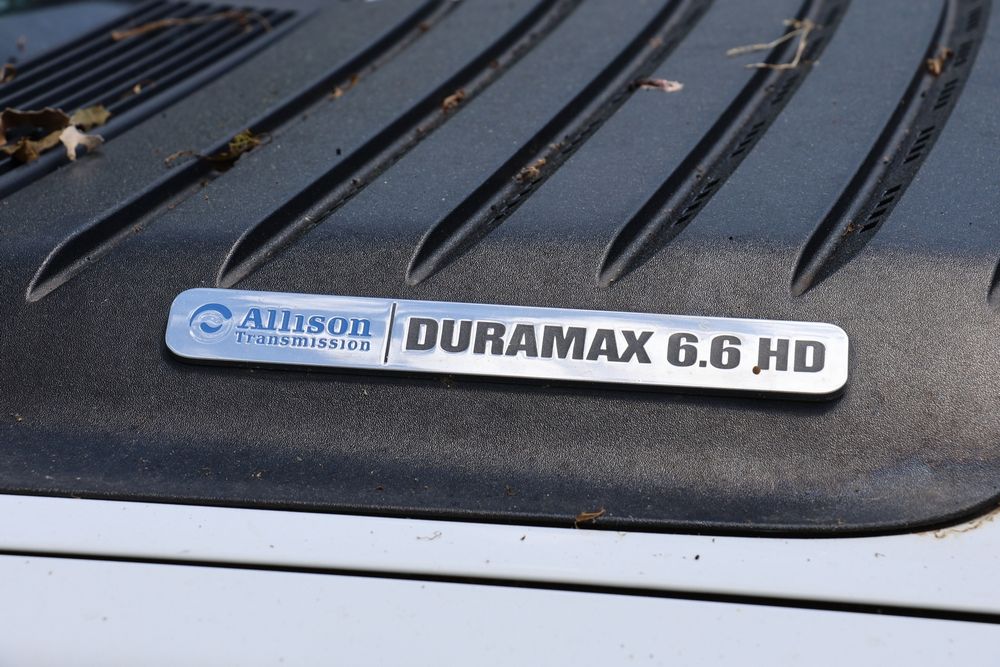 Allison
Transmission
DURAMAX 6.6 HD